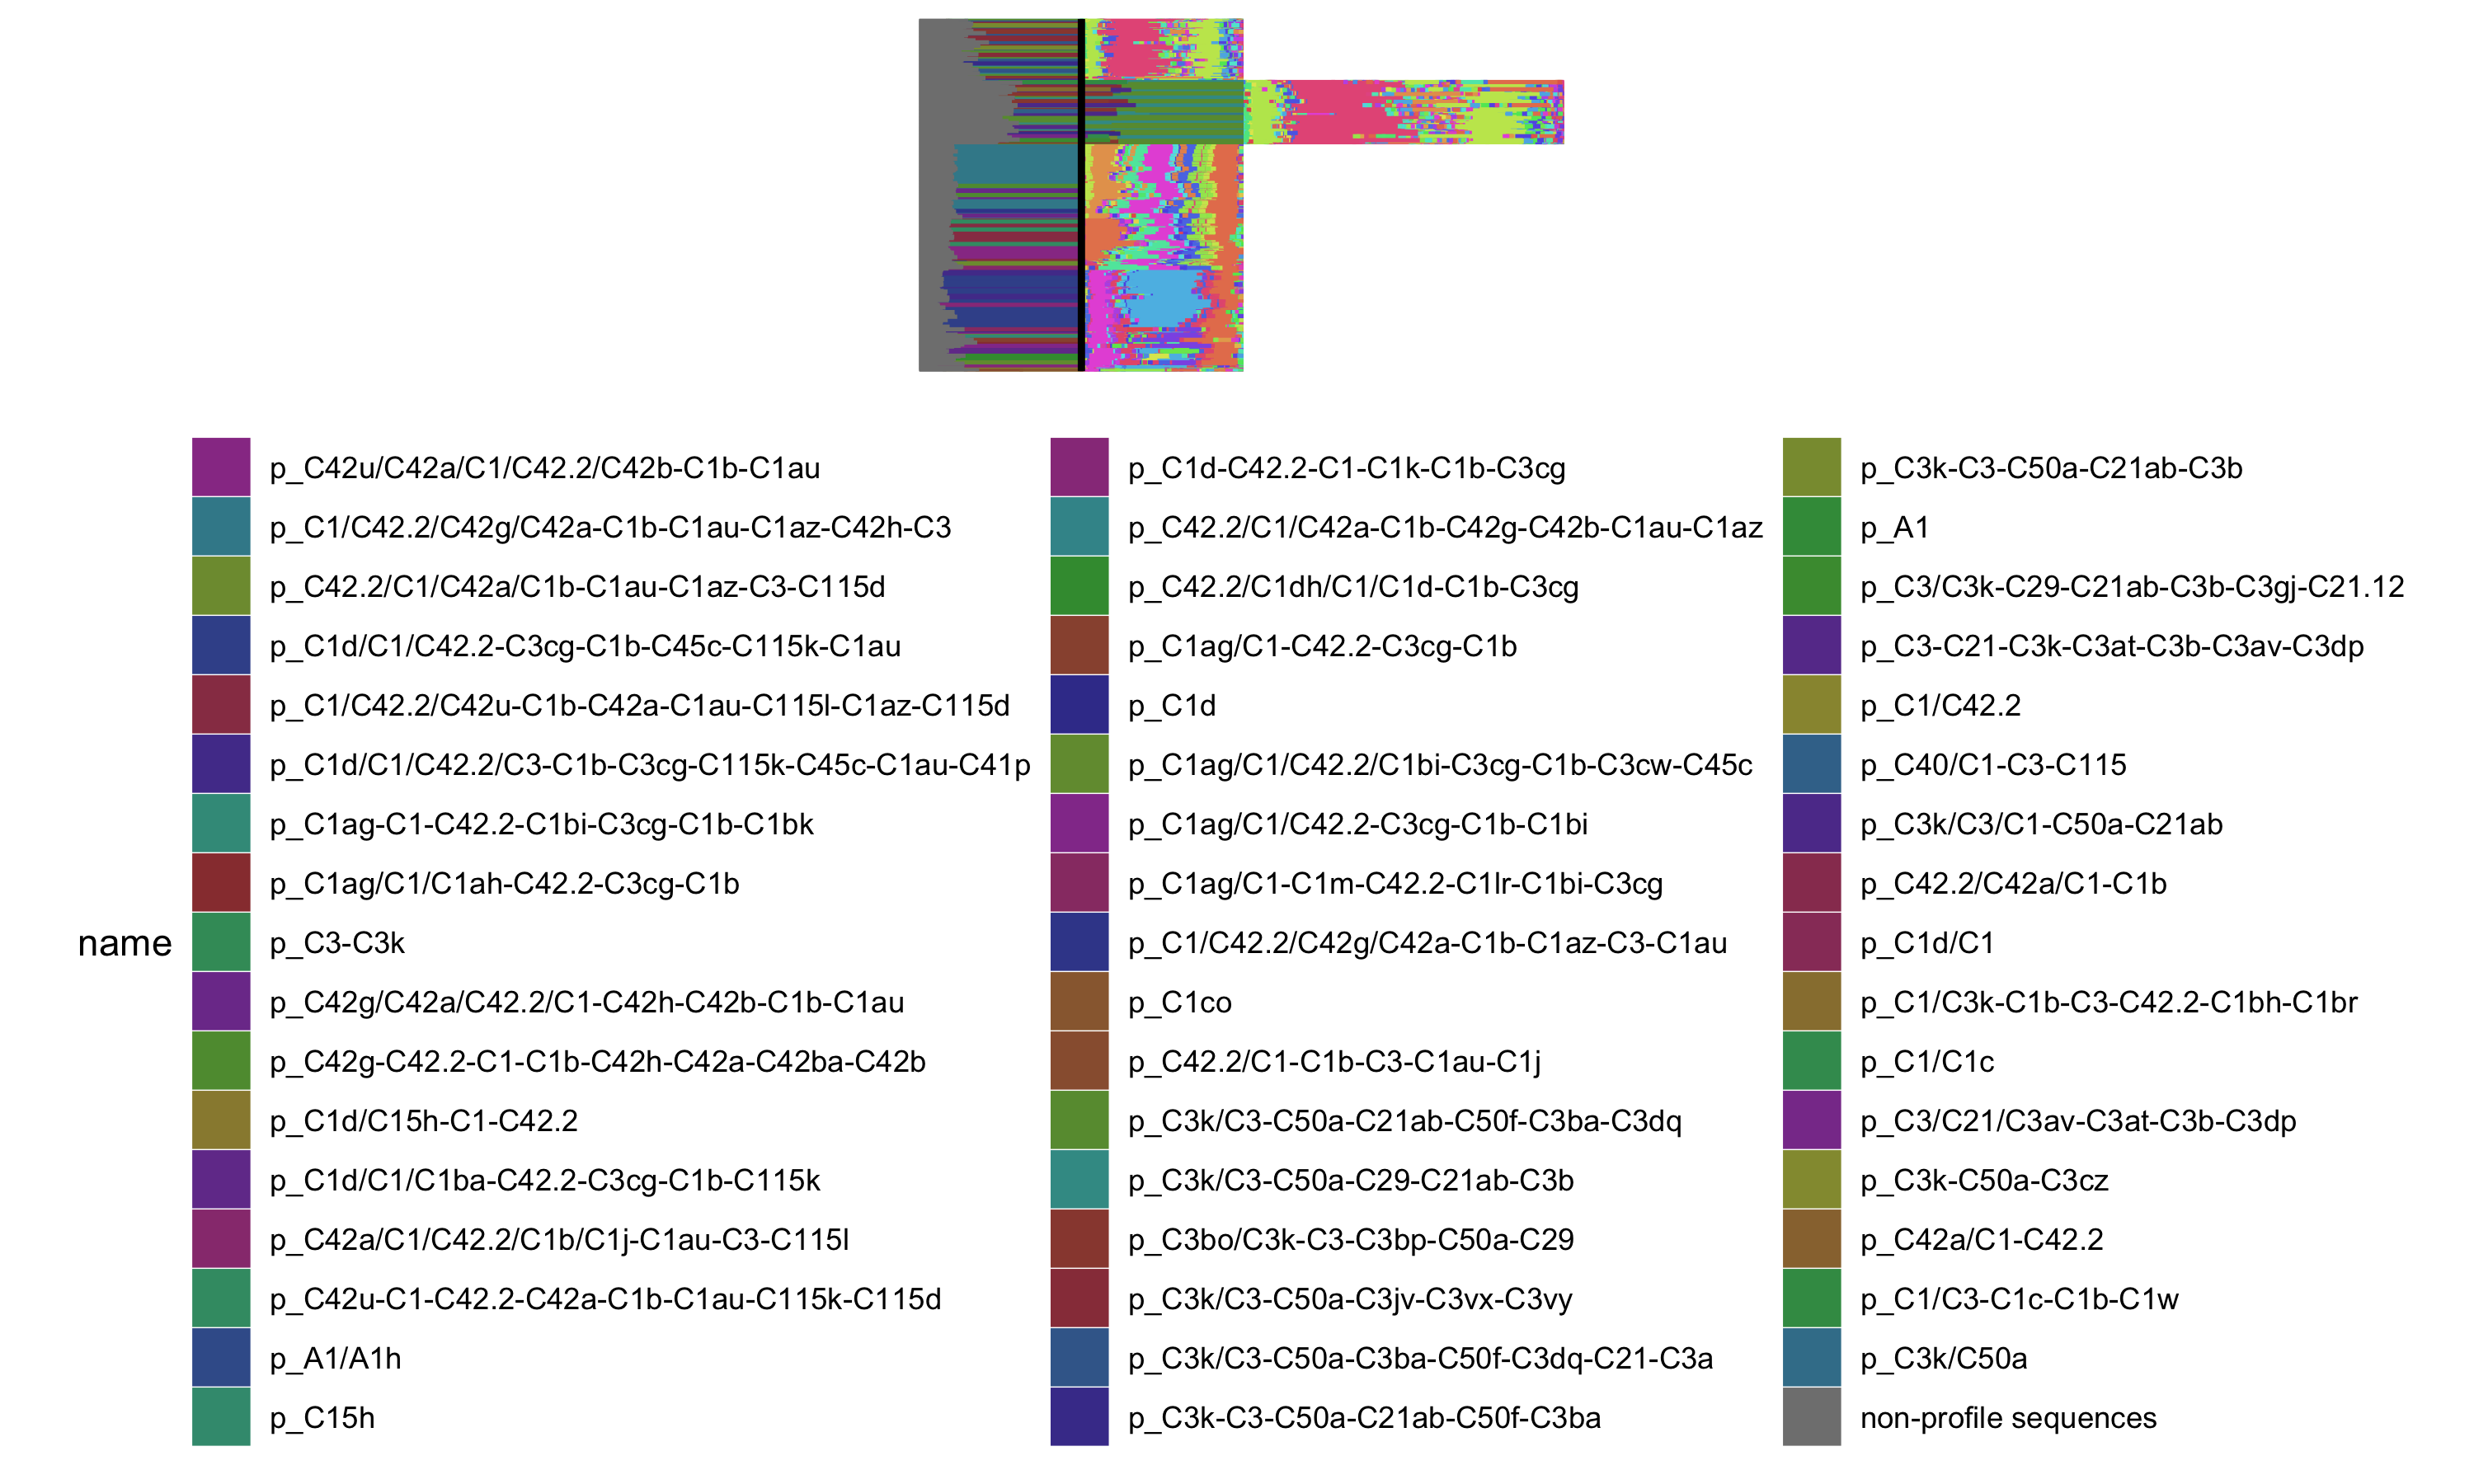 name
p_C42u/C42a/C1/C42.2/C42b-C1b-C1au
p_C1/C42.2/C42g/C42a-C1b-C1au-C1az-C42h-C3
p_C42.2/C1/C42a/C1b-C1au-C1az-C3-C115d
p_C1d/C1/C42.2-C3cg-C1b-C45c-C115k-C1au
p_C1/C42.2/C42u-C1b-C42a-C1au-C115l-C1az-C115d
p_C1d/C1/C42.2/C3-C1b-C3cg-C115k-C45c-C1au-C41p
p_C1ag-C1-C42.2-C1bi-C3cg-C1b-C1bk
p_C1ag/C1/C1ah-C42.2-C3cg-C1b
p_C3-C3k
p_C42g/C42a/C42.2/C1-C42h-C42b-C1b-C1au
p_C42g-C42.2-C1-C1b-C42h-C42a-C42ba-C42b
p_C1d/C15h-C1-C42.2
p_C1d/C1/C1ba-C42.2-C3cg-C1b-C115k
p_C42a/C1/C42.2/C1b/C1j-C1au-C3-C115l
p_C42u-C1-C42.2-C42a-C1b-C1au-C115k-C115d
p_A1/A1h
p_C15h
p_C1d-C42.2-C1-C1k-C1b-C3cg
p_C42.2/C1/C42a-C1b-C42g-C42b-C1au-C1az
p_C42.2/C1dh/C1/C1d-C1b-C3cg
p_C1ag/C1-C42.2-C3cg-C1b
p_C1d
p_C1ag/C1/C42.2/C1bi-C3cg-C1b-C3cw-C45c
p_C1ag/C1/C42.2-C3cg-C1b-C1bi
p_C1ag/C1-C1m-C42.2-C1lr-C1bi-C3cg
p_C1/C42.2/C42g/C42a-C1b-C1az-C3-C1au
p_C1co
p_C42.2/C1-C1b-C3-C1au-C1j
p_C3k/C3-C50a-C21ab-C50f-C3ba-C3dq
p_C3k/C3-C50a-C29-C21ab-C3b
p_C3bo/C3k-C3-C3bp-C50a-C29
p_C3k/C3-C50a-C3jv-C3vx-C3vy
p_C3k/C3-C50a-C3ba-C50f-C3dq-C21-C3a
p_C3k-C3-C50a-C21ab-C50f-C3ba
p_C3k-C3-C50a-C21ab-C3b
p_A1
p_C3/C3k-C29-C21ab-C3b-C3gj-C21.12
p_C3-C21-C3k-C3at-C3b-C3av-C3dp
p_C1/C42.2
p_C40/C1-C3-C115
p_C3k/C3/C1-C50a-C21ab
p_C42.2/C42a/C1-C1b
p_C1d/C1
p_C1/C3k-C1b-C3-C42.2-C1bh-C1br
p_C1/C1c
p_C3/C21/C3av-C3at-C3b-C3dp
p_C3k-C50a-C3cz
p_C42a/C1-C42.2
p_C1/C3-C1c-C1b-C1w
p_C3k/C50a
non-profile sequences